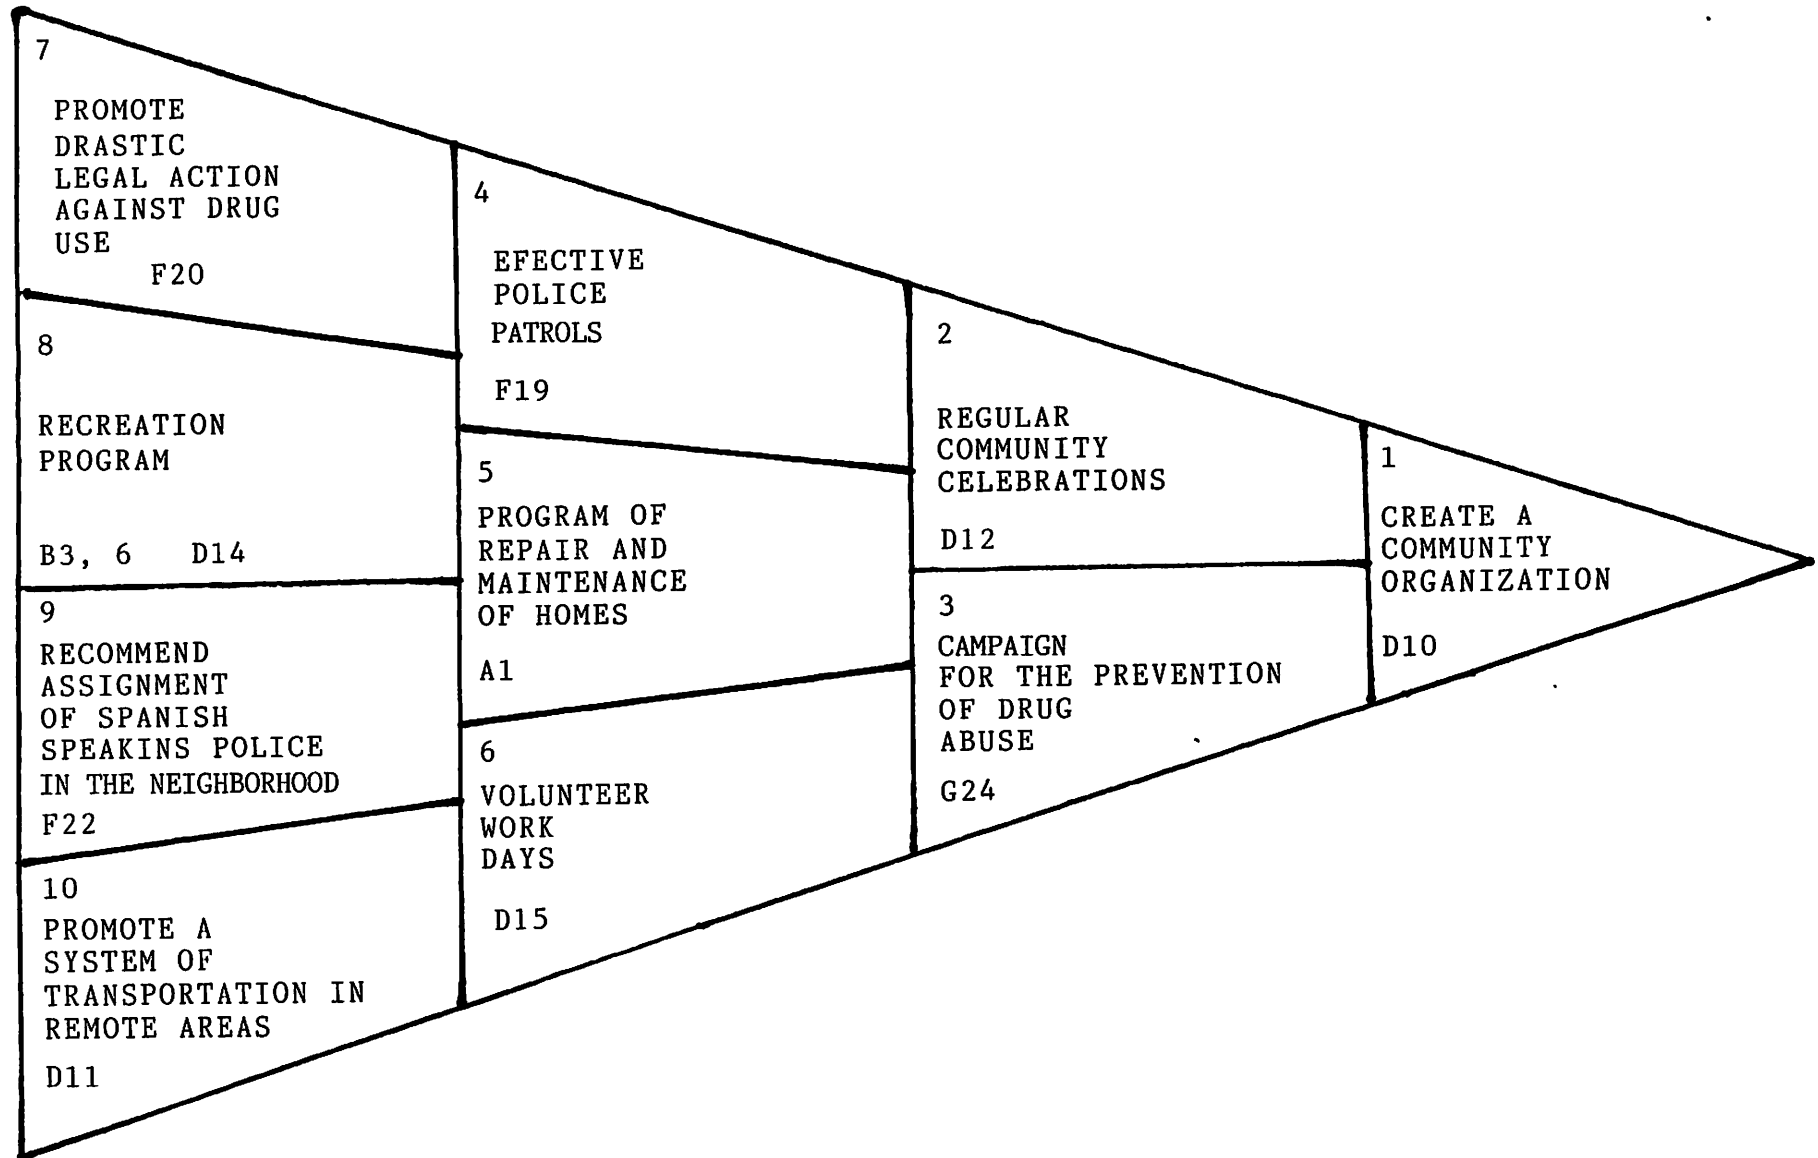 7
PROMOTE
DRASTIC
LEGAL ACTION
AGAINST DRUG
USE
F20
8
RECREATION
PROGRAM
B3, 6 D14
9
RECOMMEND
ASSIGNMENT
OF SPANISH
SPEAKINS POLICE
IN THE NEIGHBORHOOD
F22
10
PROMOTE A
SYSTEM OF
TRANSPORTATION IN
REMOTE AREAS
D11
4
EFECTIVE
POLICE
PATROLS
F19
5
PROGRAM OF
REPAIR AND
MAINTENANCE
OF HOMES
A1
6
VOLUNTEER
WORK
DAYS
D15
2
REGULAR
COMMUNITY
CELEBRATIONS
D12
3
CAMPAIGN
FOR THE PREVENTION
OF DRUG
ABUSE
G24
1
CREATE A
COMMUNITY
ORGANIZATION
D10